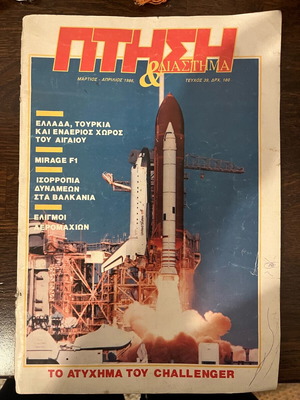 ΠΤΗΣΗ
& ΔΙΑΣΤΗΜΑ
ΜΑΡΤΙΟΣ - ΑΠΡΙΛΙΟΣ 1986, ΤΕΥΧΟΣ 30, ΔΡΧ. 180
ΕΛΛΑΔΑ, ΤΟΥΡΚΙΑ
ΚΑΙ ΕΝΑΕΡΙΟΣ ΧΩΡΟΣ
ΤΟΥ ΑΙΓΑΙΟΥ
MIRAGE F1
ΙΣΟΡΡΟΠΙΑ
ΔΥΝΑΜΕΩΝ
ΣΤΑ ΒΑΛΚΑΝΙΑ
ΕΛΙΓΜΟΙ
ΑΕΡΟΜΑΧΙΩΝ
ΤΟ ΑΤΥΧΗΜΑ ΤΟΥ CHALLENGER